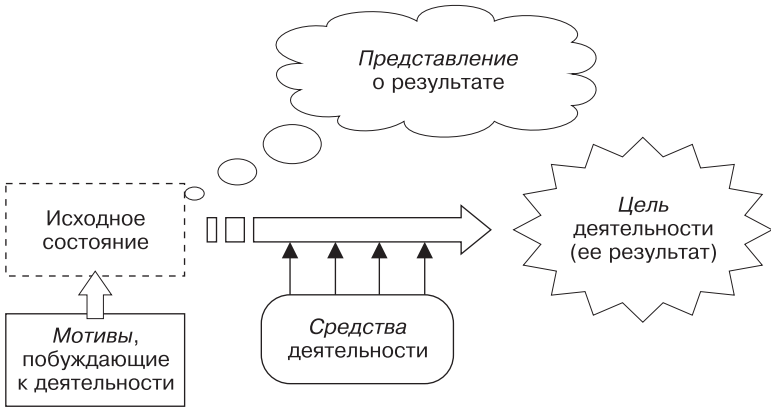 Представление
о результате
Исходное
состояние
Цель
деятельности
(ее результат)
Мотивы,
побуждающие
к деятельности
Средства
деятельности